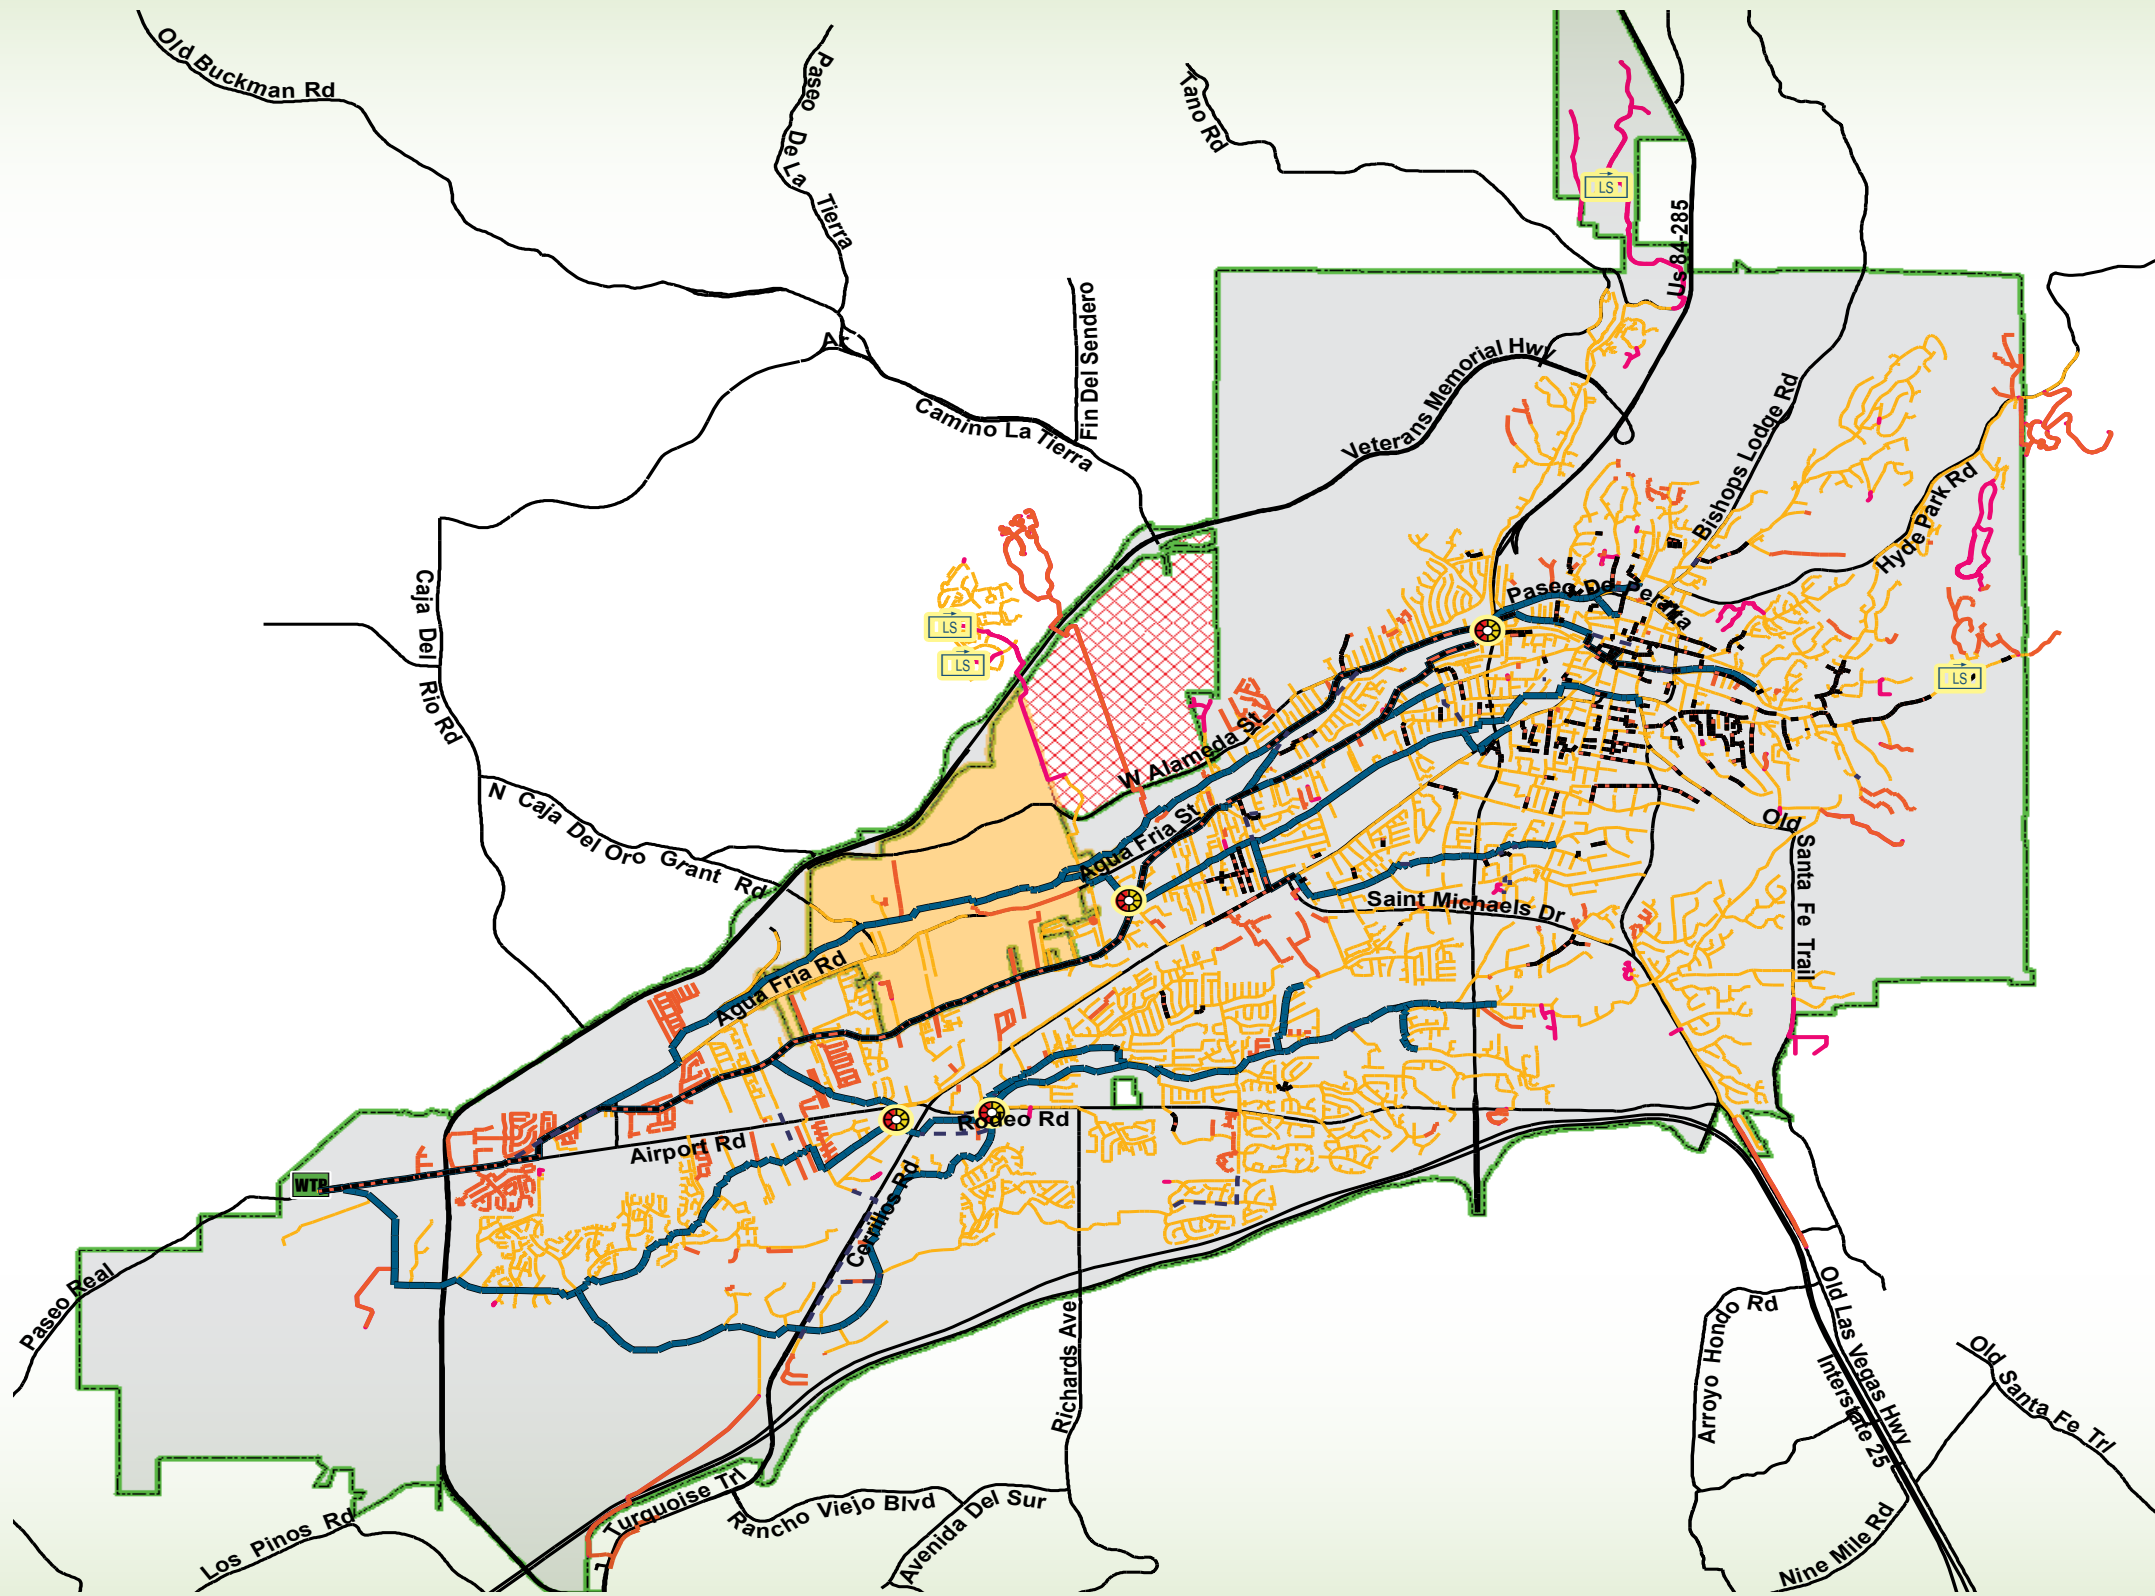 Old Buckman Rd
Paseo De La Tierra
Tano Rd
Us 84-285
LS
Fin Del Sendero
Ar
Camino La Tierra
Veterans Memorial Hwy
Bishops Lodge Rd
Hyde Park Rd
Caja Del Rio Rd
LS
LS
Paseo De Peralta
LS
W Alameda St
N Caja Del Oro Grant Rd
Agua Fria St
Old Santa Fe Trail
Saint Michaels Dr
Agua Fria Rd
Rodeo Rd
Airport Rd
WTP
Cerrillos Rd
Paseo Real
Richards Ave
Arroyo Hondo Rd
Old Las Vegas Hwy
Interstate 25
Old Santa Fe Trl
Turquoise Trl
Rancho Viejo Blvd
Avenida Del Sur
Los Pinos Rd
Nine Mile Rd